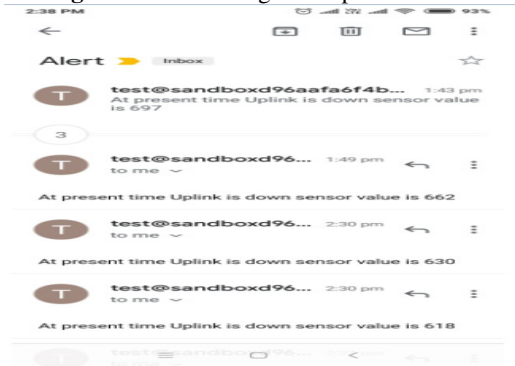 2:38 PM 93%
Alert Inbox
test@sandboxd96aafa6f4b... 1:43 pm
At present time Uplink is down sensor value
is 697
3
test@sandboxd96... 1:49 pm
to me
At present time Uplink is down sensor value is 662
test@sandboxd96... 2:30 pm
to me
At present time Uplink is down sensor value is 630
test@sandboxd96... 2:30 pm
to me
At present time Uplink is down sensor value is 618